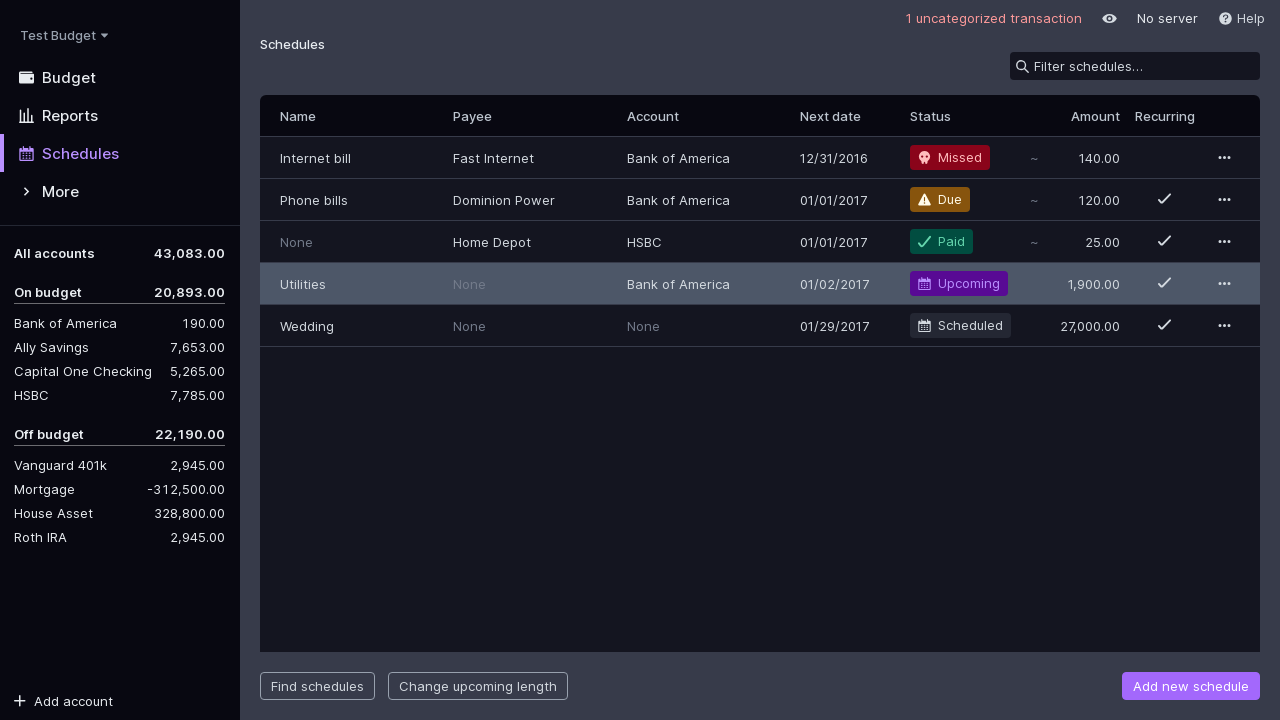 Test Budget
1 uncategorized transaction No server Help
Budget
Reports
Schedules
More
All accounts 43,083.00
On budget 20,893.00
Bank of America 190.00
Ally Savings 7,653.00
Capital One Checking 5,265.00
HSBC 7,785.00
Off budget 22,190.00
Vanguard 401k 2,945.00
Mortgage -312,500.00
House Asset 328,800.00
Roth IRA 2,945.00
Add account
Schedules
Filter schedules…
Name Payee Account Next date Status Amount Recurring
Internet bill Fast Internet Bank of America 12/31/2016 Missed ~ 140.00
Phone bills Dominion Power Bank of America 01/01/2017 Due ~ 120.00
None Home Depot HSBC 01/01/2017 Paid ~ 25.00
Utilities None Bank of America 01/02/2017 Upcoming 1,900.00
Wedding None None 01/29/2017 Scheduled 27,000.00
Find schedules Change upcoming length Add new schedule